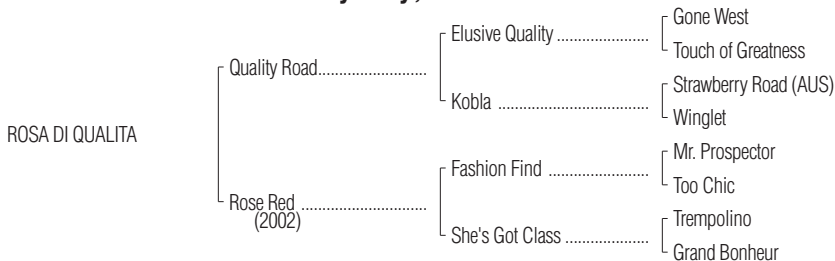 Gone West
Elusive Quality ....................
Touch of Greatness
Quality Road.......................
Strawberry Road (AUS)
Kobla .................................
Winglet
ROSA DI QUALITA
Mr. Prospector
Fashion Find .......................
Too Chic
Rose Red ...........................
(2002)
Trempolino
She's Got Class ..................
Grand Bonheur